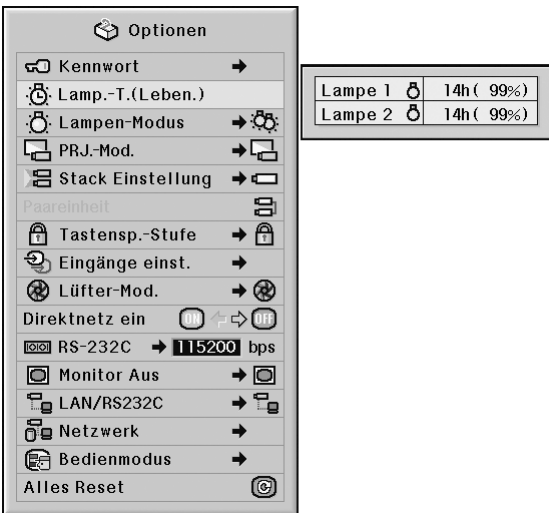 Optionen
Kennwort
Lamp.-T.(Leben.)
Lampe 1 14h( 99%)
Lampe 2 14h( 99%)
Lampen-Modus
PRJ.-Mod.
Stack Einstellung
Paareinheit
Tastensp.-Stufe
Eingänge einst.
Lüfter-Mod.
Direktnetz ein ON OFF
RS-232C 115200 bps
Monitor Aus
LAN/RS232C
Netzwerk
Bedienmodus
Alles Reset